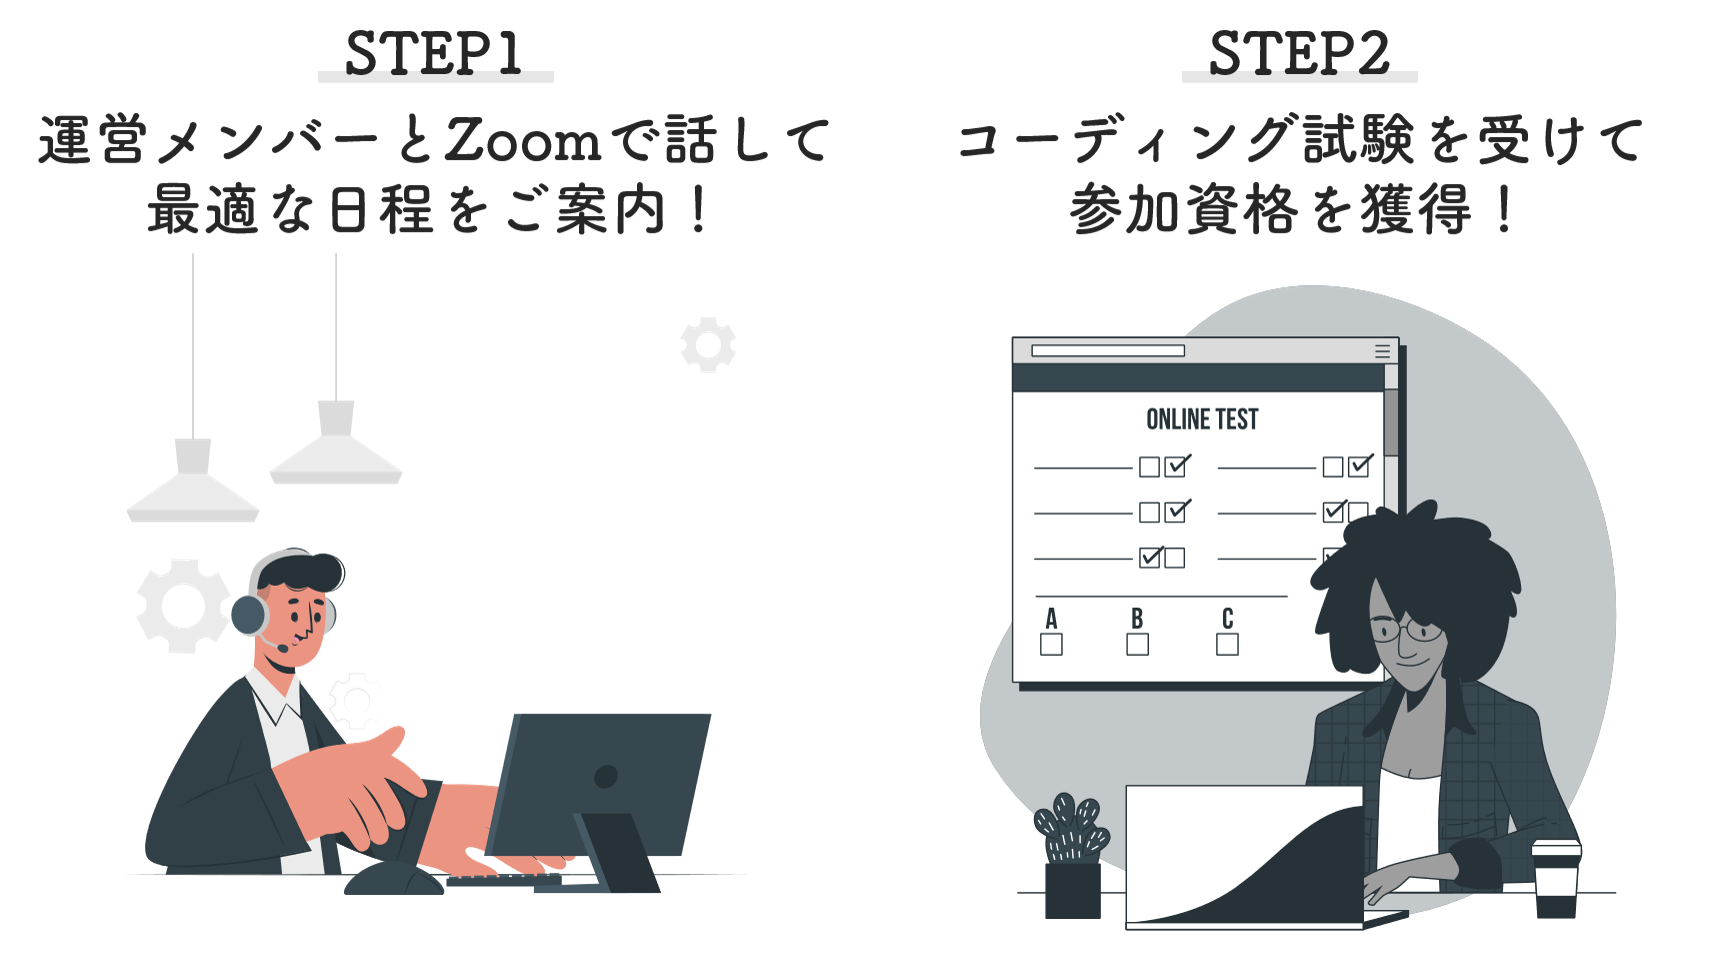 STEP1
運営メンバーとZoomで話して
最適な日程をご案内！
STEP2
コーディング試験を受けて
参加資格を獲得！
ONLINE TEST
A B C